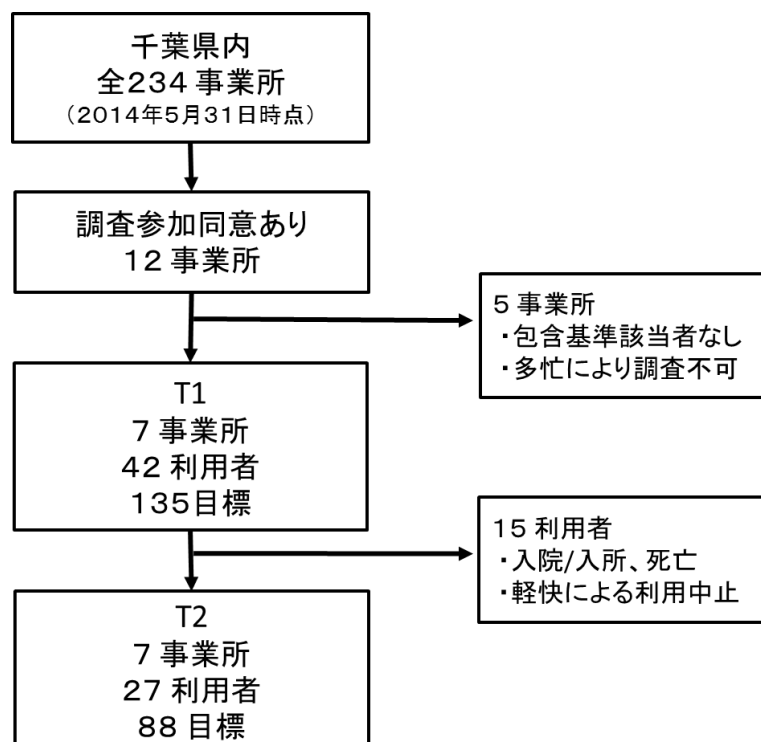 千葉県内
全234 事業所
（2014年5月31日時点）
調査参加同意あり
12 事業所
5 事業所
・包含基準該当者なし
・多忙により調査不可
T1
7 事業所
42 利用者
135目標
15 利用者
・入院/入所、死亡
・軽快による利用中止
T2
7 事業所
27 利用者
88 目標